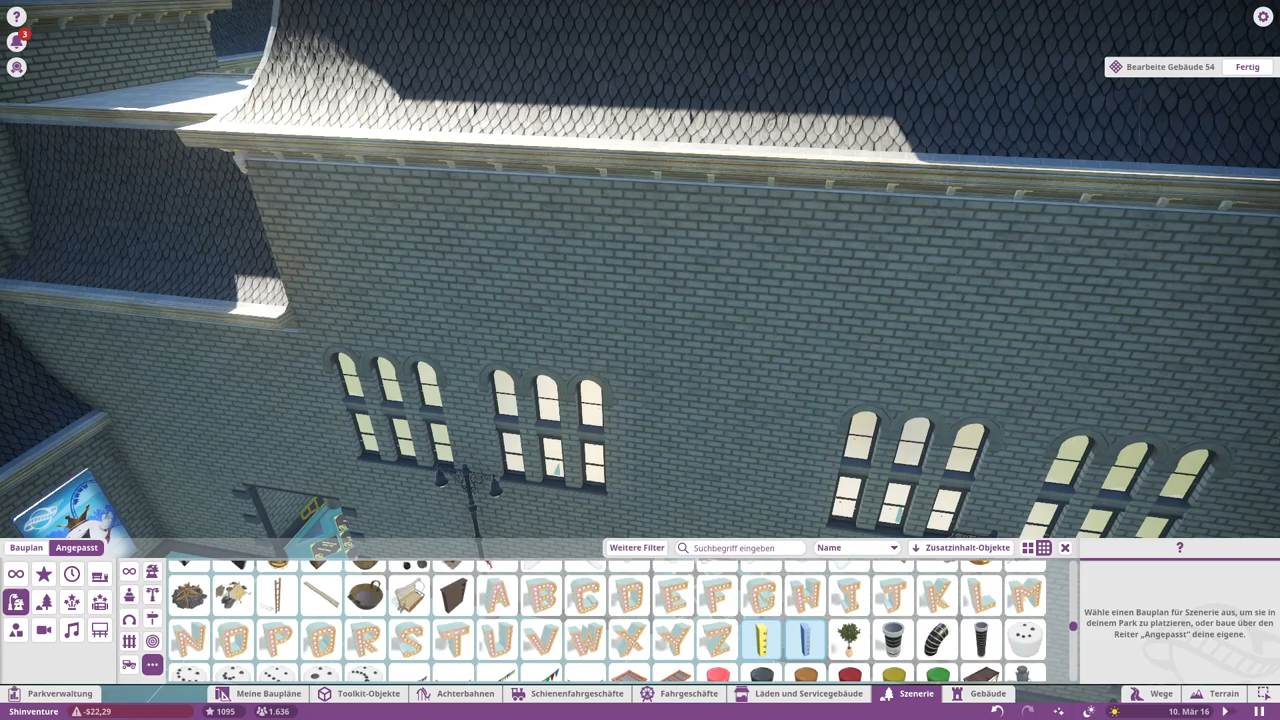 ?
3
Bearbeite Gebäude 54
Fertig
Bauplan
Angepasst
Weitere Filter
Suchbegriff eingeben
Name
Zusatzinhalt-Objekte
?
A B C D E F G H I J K L M
N O P Q R S T U V W X Y Z
Wähle einen Bauplan für Szenerie aus, um sie in
deinem Park zu platzieren, oder baue über den
Reiter „Angepasst" deine eigene.
Parkverwaltung
Meine Baupläne
Toolkit-Objekte
Achterbahnen
Schienenfahrgeschäfte
Fahrgeschäfte
Läden und Servicegebäude
Szenerie
Gebäude
Wege
Terrain
Shinventure
-$22,29
1095
1.636
10. Mär 16